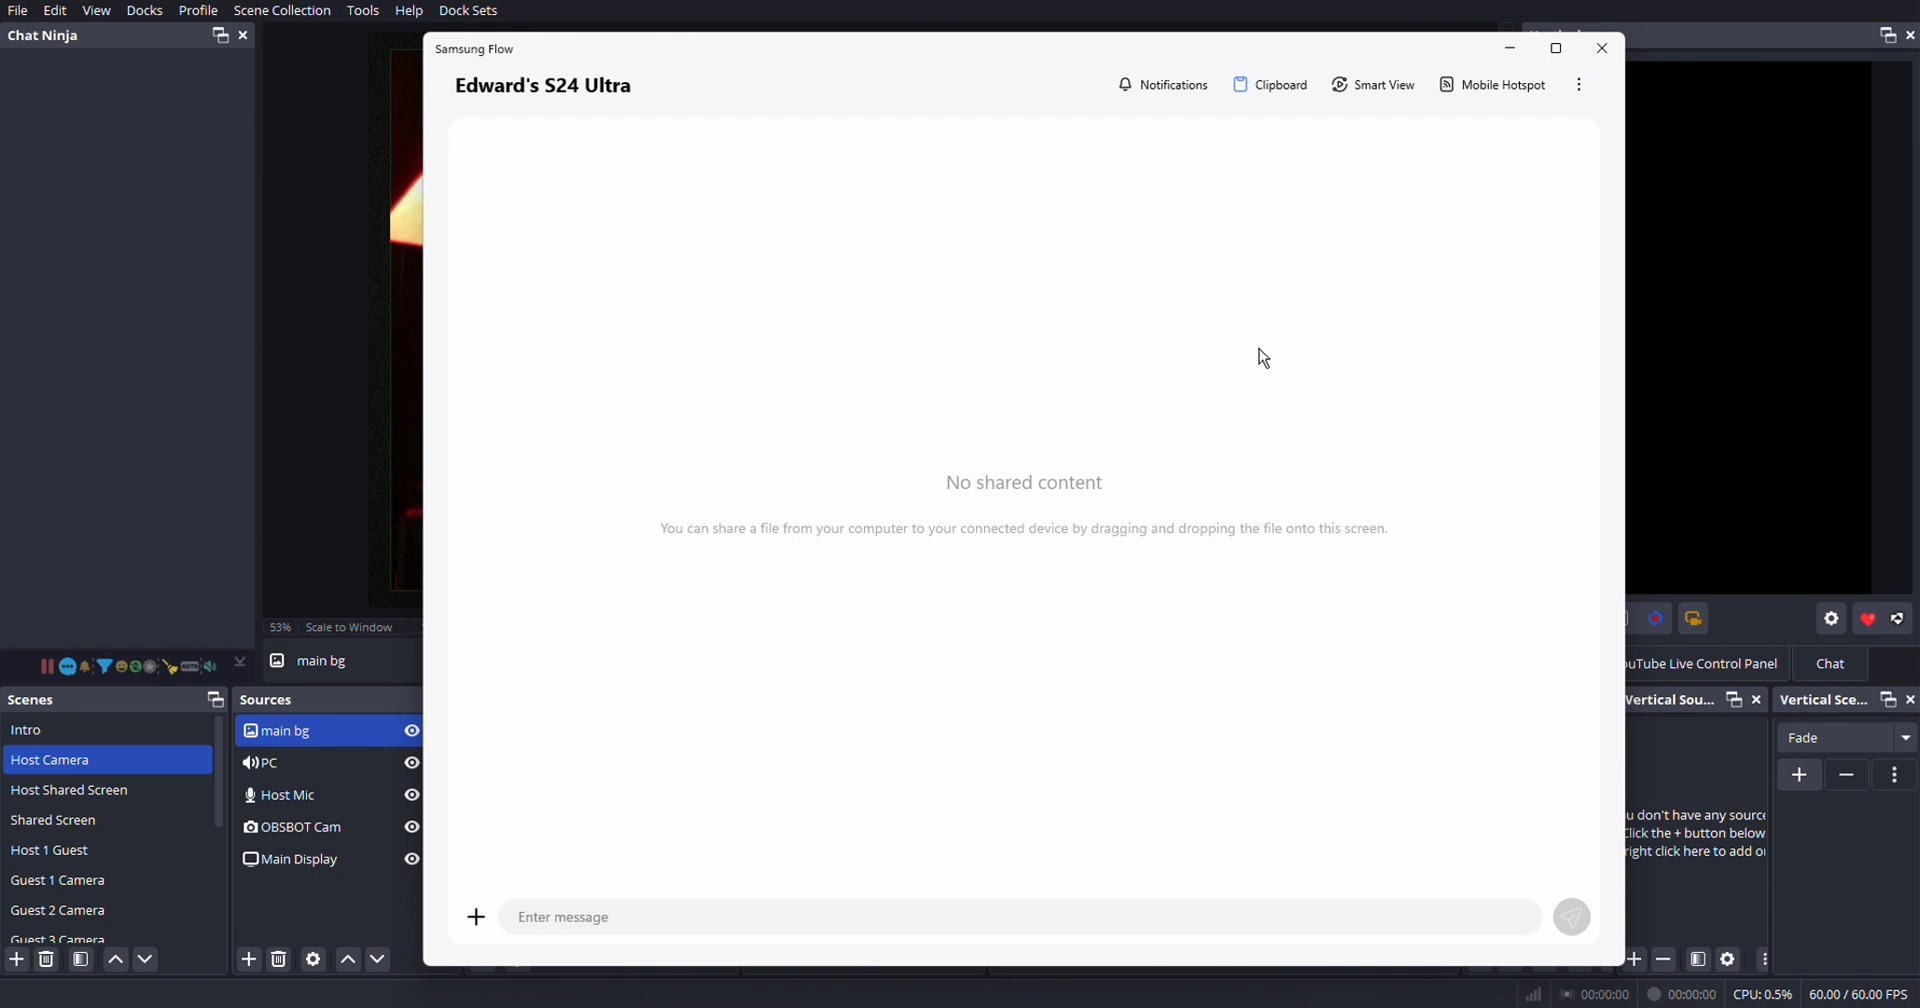 File Edit View Docks Profile Scene Collection Tools Help Dock Sets
Chat Ninja
Samsung Flow
Edward's S24 Ultra
Notifications Clipboard Smart View Mobile Hotspot
No shared content
You can share a file from your computer to your connected device by dragging and dropping the file onto this screen.
53% Scale to Window
main bg
AUTO
uTube Live Control Panel
Chat
Scenes
Intro
Host Camera
Host Shared Screen
Shared Screen
Host 1 Guest
Guest 1 Camera
Guest 2 Camera
Guest 3 Camera
Sources
main bg
PC
Host Mic
OBSBOT Cam
Main Display
Enter message
Vertical Sou...
u don't have any source
Click the + button below
right click here to add o
Vertical Sce...
Fade
00:00:00 00:00:00 CPU: 0.5% 60.00 / 60.00 FPS